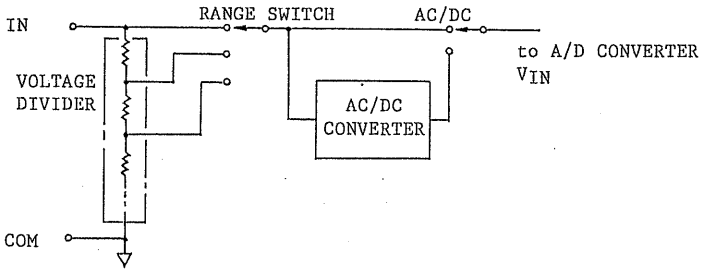 IN
RANGE SWITCH
AC/DC
to A/D CONVERTER
VIN
VOLTAGE
DIVIDER
AC/DC
CONVERTER
COM